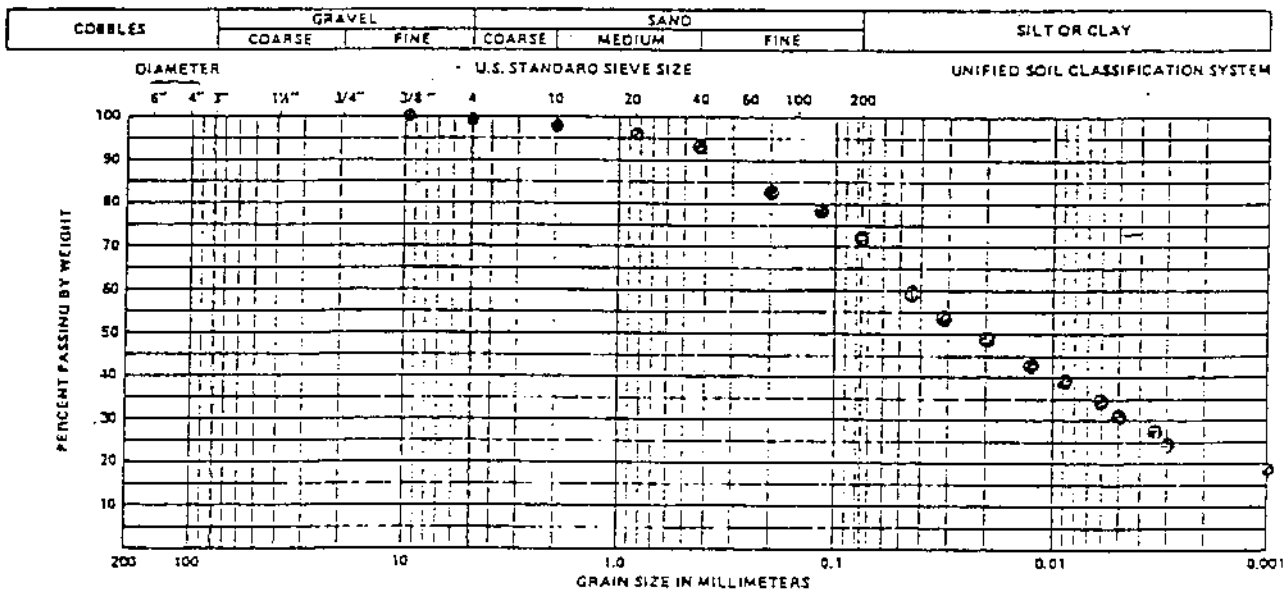 COBBLES GRAVEL SAND SILT OR CLAY
COARSE FINE COARSE MEDIUM FINE
DIAMETER U.S. STANDARD SIEVE SIZE UNIFIED SOIL CLASSIFICATION SYSTEM
6" 4" 3" 1½" 3/4" 3/8" 4 10 20 40 60 100 200
PERCENT PASSING BY WEIGHT
100
90
80
70
60
50
40
30
20
10
200 100 10 1.0 0.1 0.01 0.001
GRAIN SIZE IN MILLIMETERS